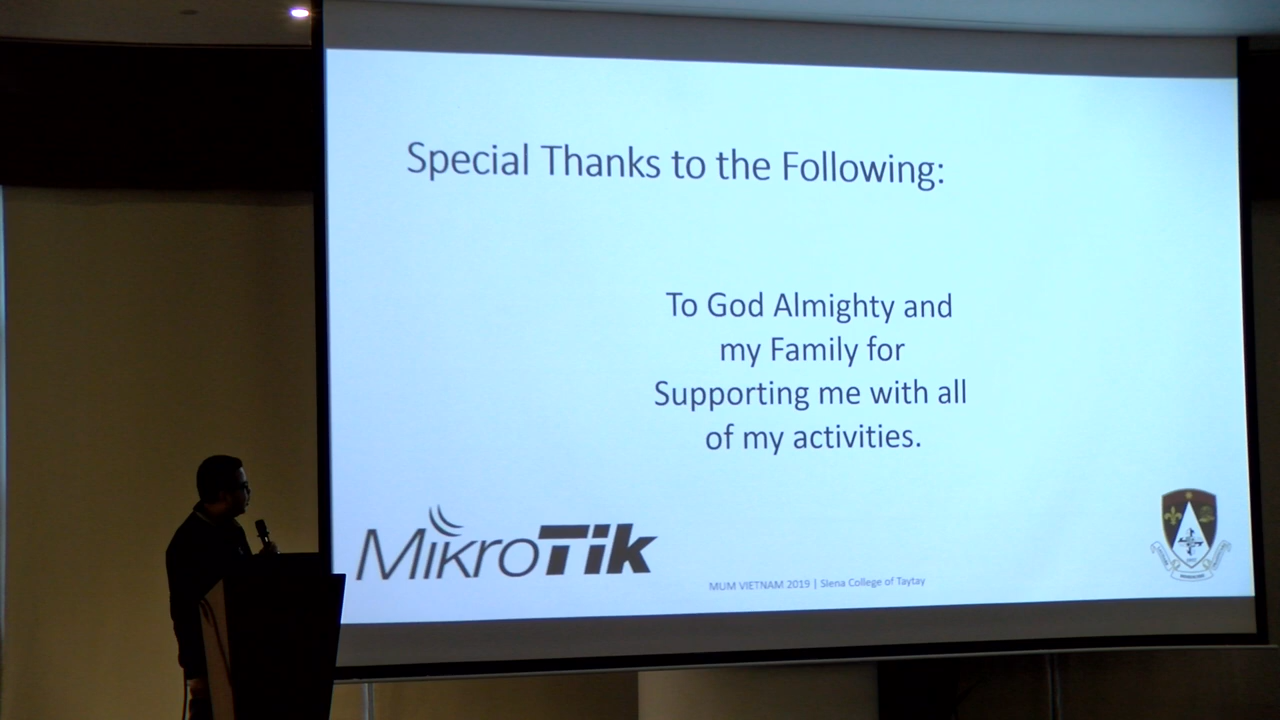 Special Thanks to the Following:
To God Almighty and
my Family for
Supporting me with all
of my activities.
MikroTik
MUM VIETNAM 2019 | Siena College of Taytay